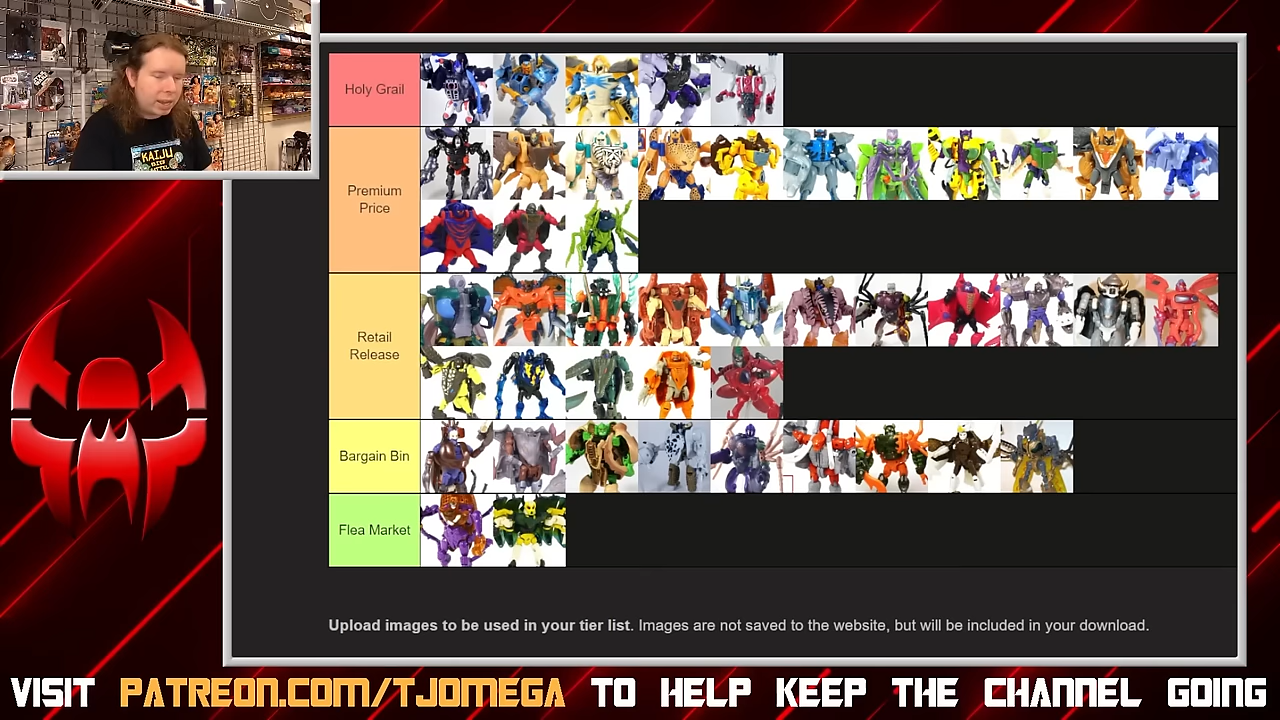 Holy Grail
Premium
Price
Retail
Release
Bargain Bin
Flea Market
Upload images to be used in your tier list. Images are not saved to the website, but will be included in your download.
KAIJU
VISIT PATREON.COM/TJOMEGA TO HELP KEEP THE CHANNEL GOING